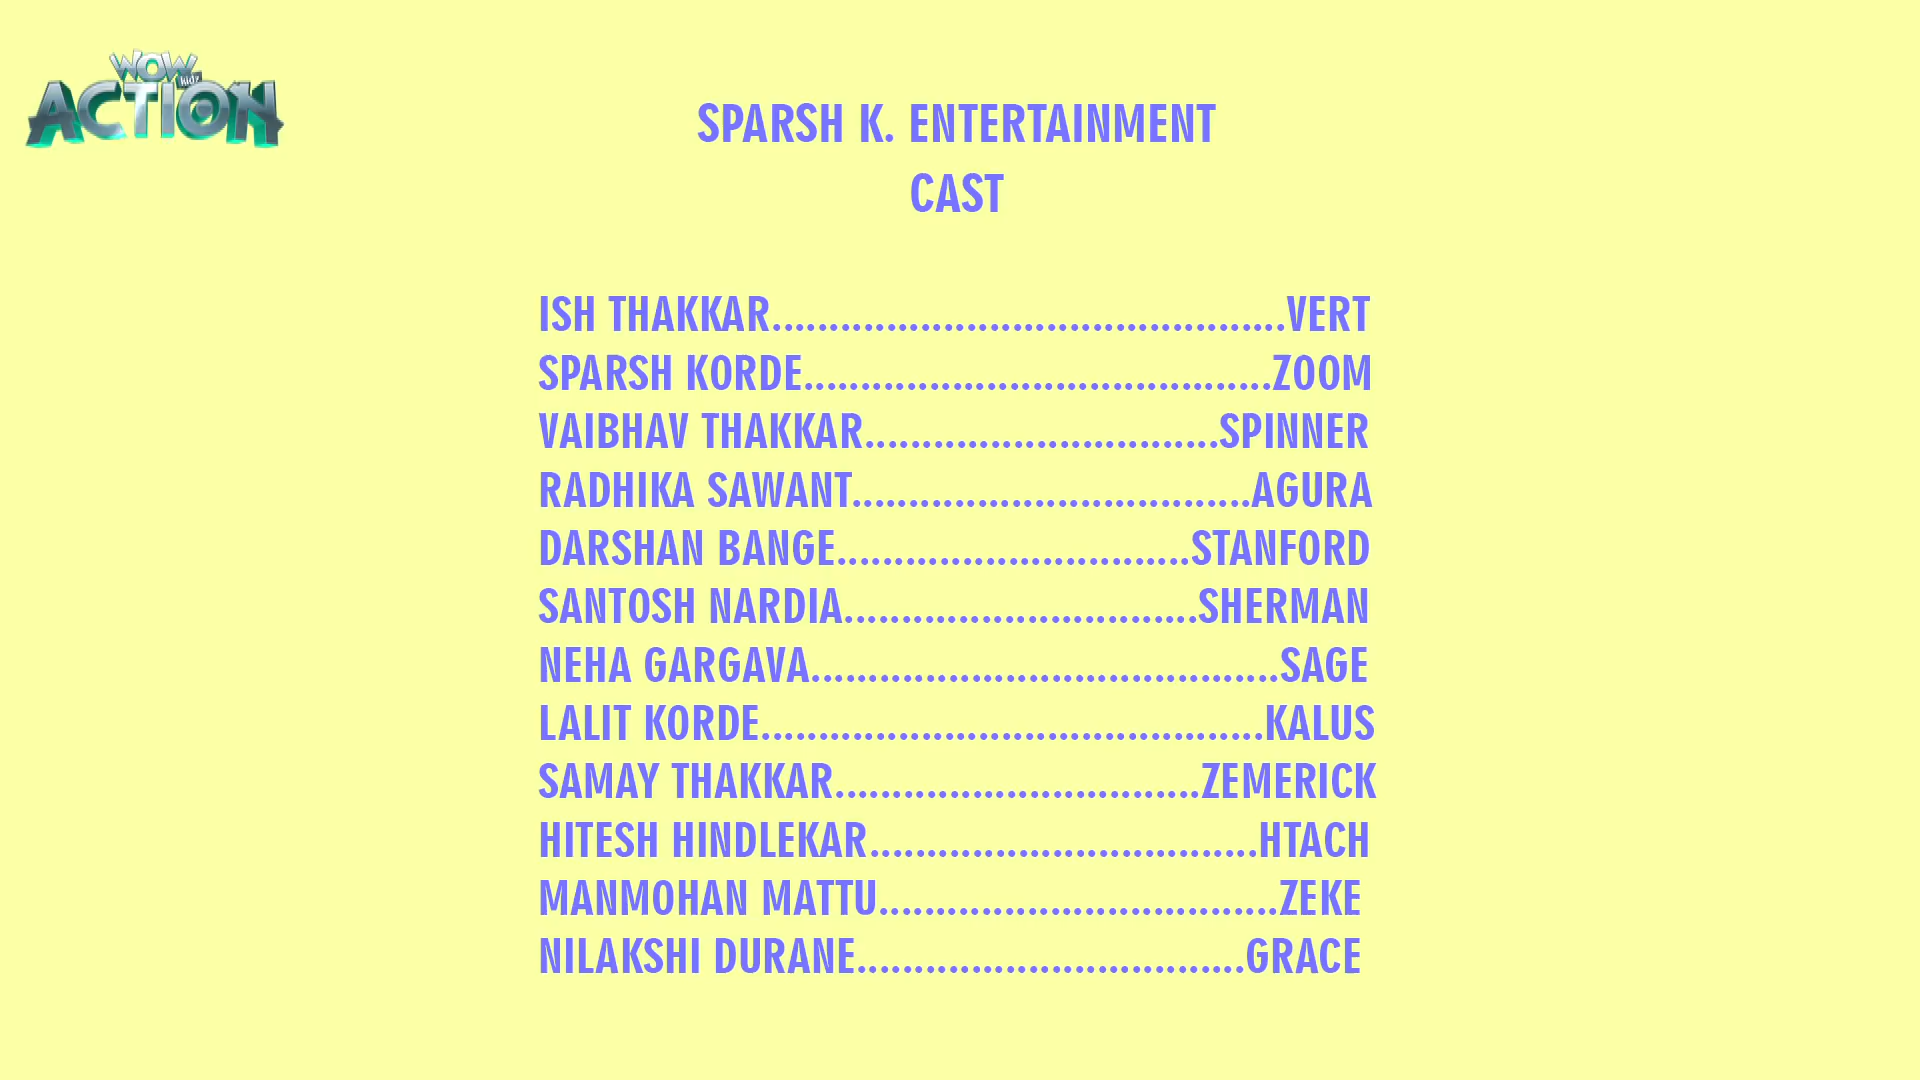 WOW
kidz
ACTION
SPARSH K. ENTERTAINMENT
CAST
ISH THAKKAR.............................................VERT
SPARSH KORDE.........................................ZOOM
VAIBHAV THAKKAR...............................SPINNER
RADHIKA SAWANT...................................AGURA
DARSHAN BANGE...............................STANFORD
SANTOSH NARDIA...............................SHERMAN
NEHA GARGAVA.........................................SAGE
LALIT KORDE............................................KALUS
SAMAY THAKKAR................................ZEMERICK
HITESH HINDLEKAR..................................HTACH
MANMOHAN MATTU...................................ZEKE
NILAKSHI DURANE..................................GRACE